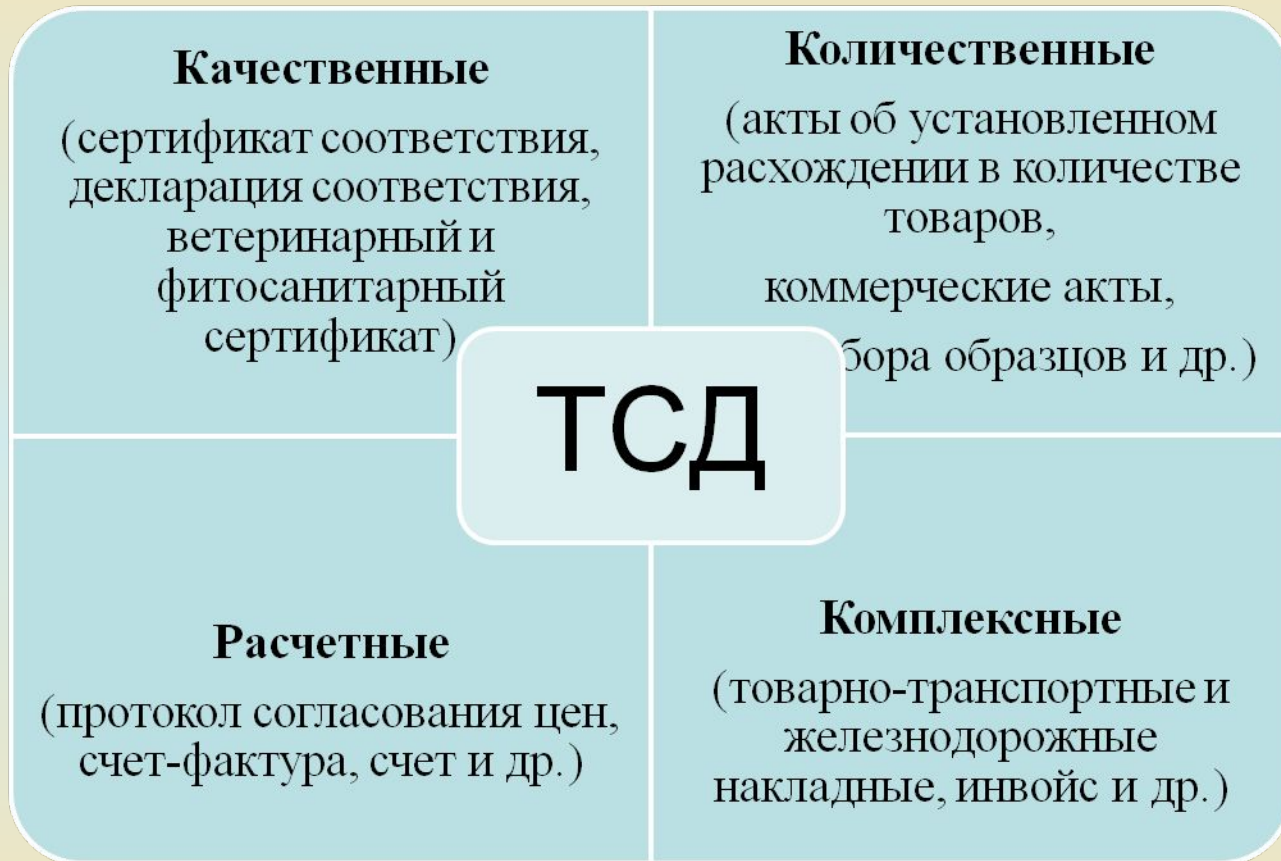 Качественные
(сертификат соответствия,
декларация соответствия,
ветеринарный и
фитосанитарный
сертификат)
Количественные
(акты об установленном
расхождении в количестве
товаров,
коммерческие акты,
образцов и др.)
ТСД
Расчетные
(протокол согласования цен,
счет-фактура, счет и др.)
Комплексные
(товарно-транспортные и
железнодорожные
накладные, инвойс и др.)